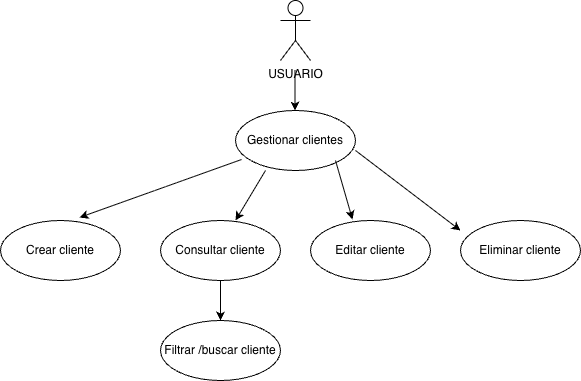 USUARIO
Gestionar clientes
Crear cliente
Consultar cliente
Editar cliente
Eliminar cliente
Filtrar /buscar cliente